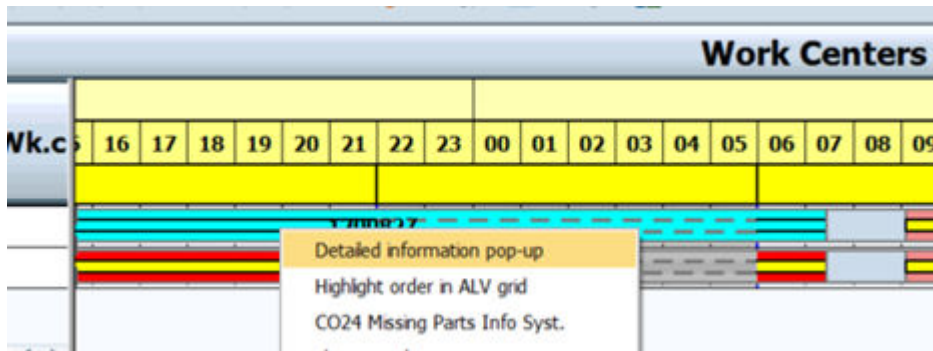 Work Centers
Wk.c
16 17 18 19 20 21 22 23 00 01 02 03 04 05 06 07 08 09
Detailed information pop-up
Highlight order in ALV grid
CO24 Missing Parts Info Syst.